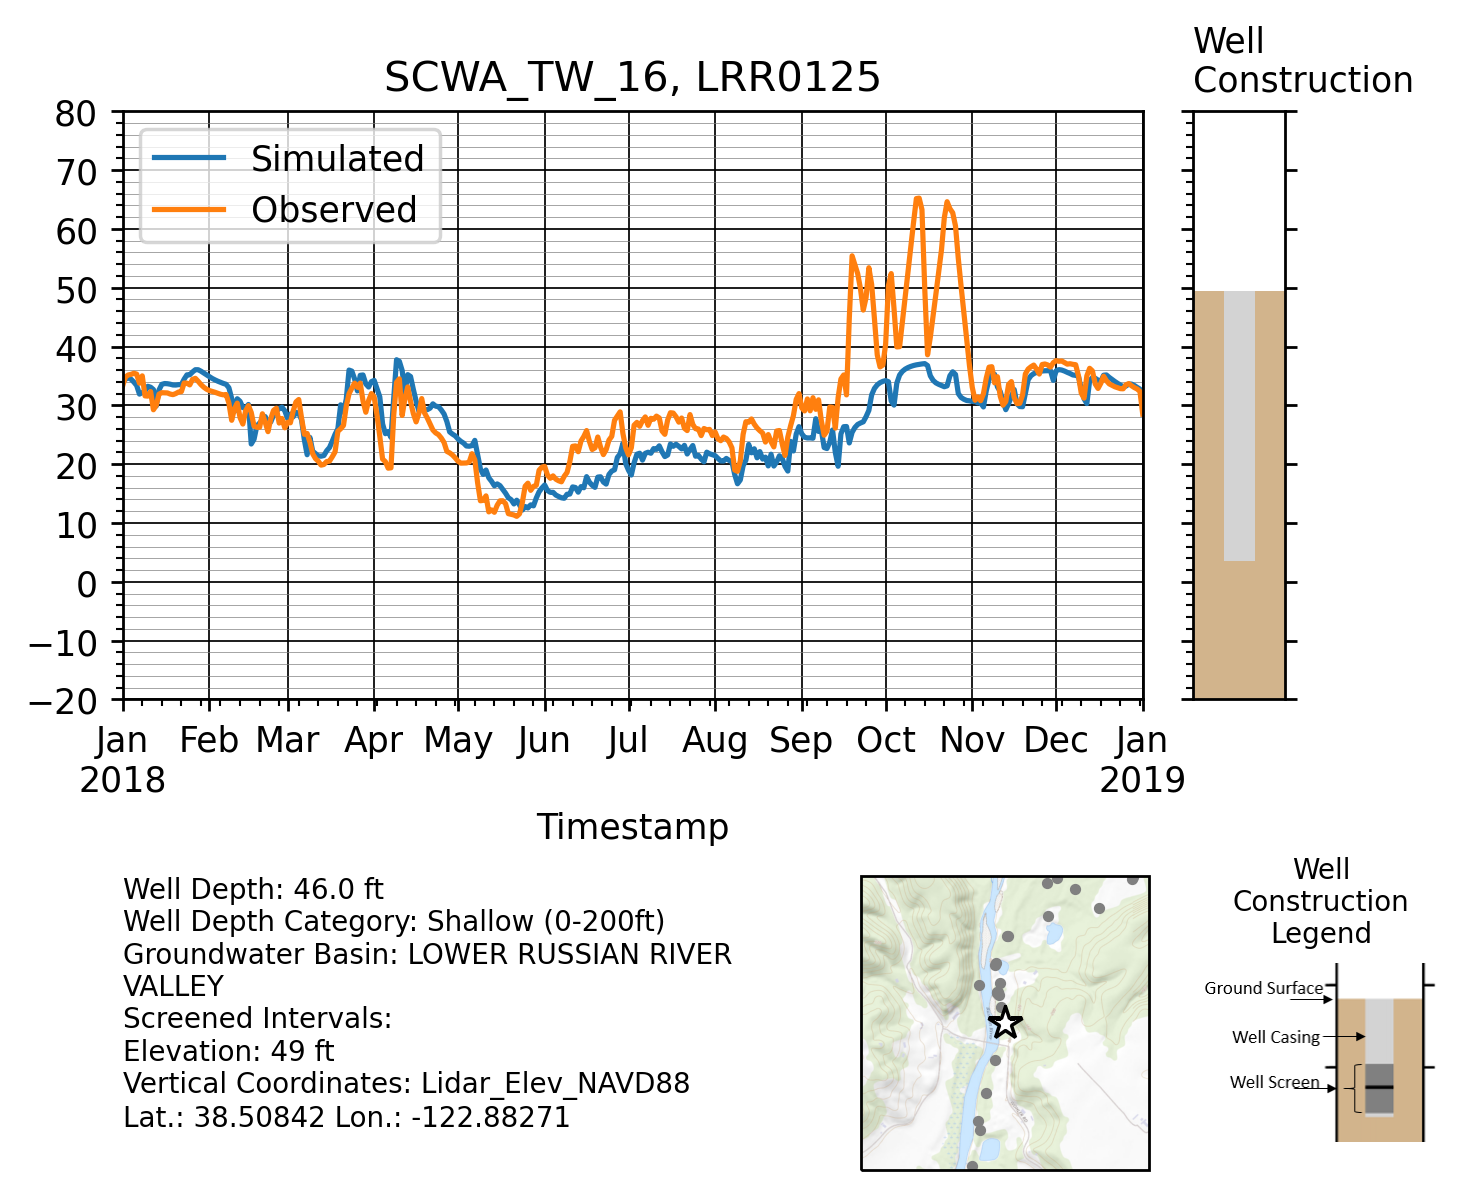 Well
Construction
SCWA_TW_16, LRR0125
80
70
60
50
40
30
20
10
0
−10
−20
Simulated
Observed
Jan Feb Mar Apr May Jun Jul Aug Sep Oct Nov Dec Jan
2018 2019
Timestamp
Well Depth: 46.0 ft
Well Depth Category: Shallow (0-200ft)
Groundwater Basin: LOWER RUSSIAN RIVER
VALLEY
Screened Intervals:
Elevation: 49 ft
Vertical Coordinates: Lidar_Elev_NAVD88
Lat.: 38.50842 Lon.: -122.88271
Well
Construction
Legend
Ground Surface
Well Casing
Well Screen